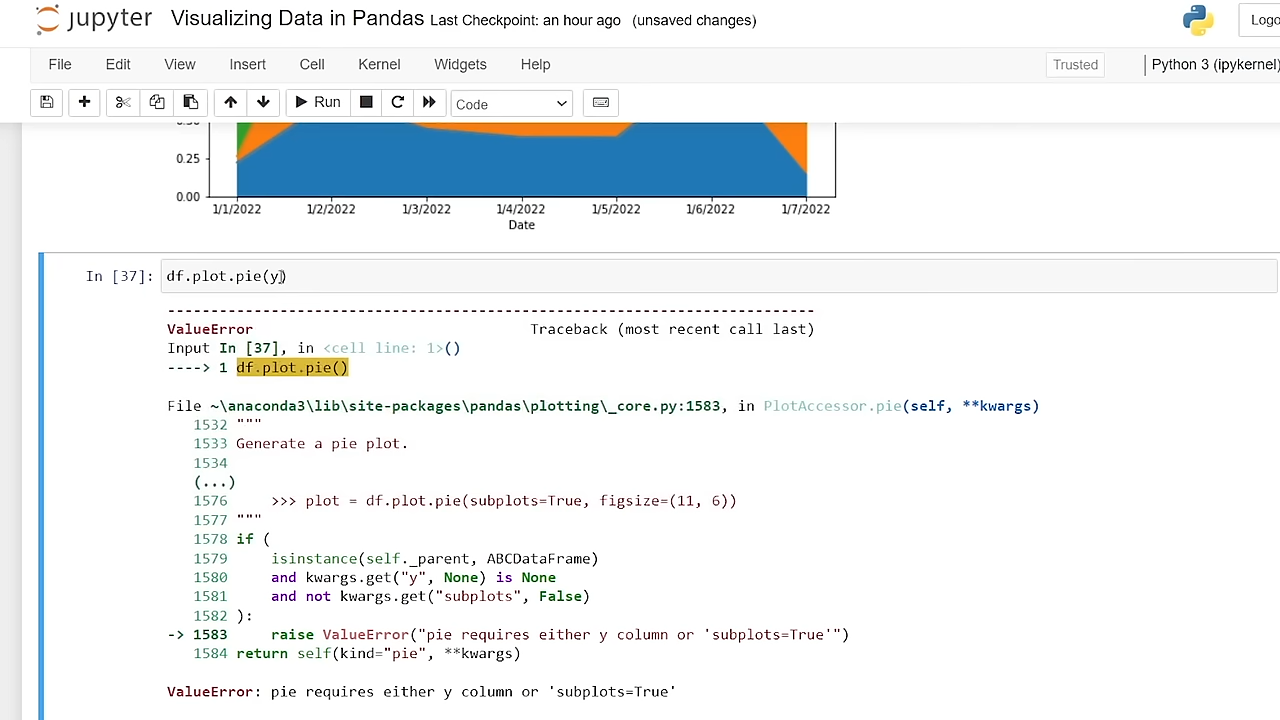 jupyter Visualizing Data in Pandas Last Checkpoint: an hour ago (unsaved changes)
File Edit View Insert Cell Kernel Widgets Help Trusted Python 3 (ipykernel)
Run Code
0.25
0.00
1/1/2022 1/2/2022 1/3/2022 1/4/2022 1/5/2022 1/6/2022 1/7/2022
Date
In [37]: df.plot.pie(y)
---------------------------------------------------------------------------
ValueError Traceback (most recent call last)
Input In [37], in <cell line: 1>()
----> 1 df.plot.pie()
File ~\anaconda3\lib\site-packages\pandas\plotting\_core.py:1583, in PlotAccessor.pie(self, **kwargs)
1532 """
1533 Generate a pie plot.
1534
(...)
1576 >>> plot = df.plot.pie(subplots=True, figsize=(11, 6))
1577 """
1578 if (
1579 isinstance(self._parent, ABCDataFrame)
1580 and kwargs.get("y", None) is None
1581 and not kwargs.get("subplots", False)
1582 ):
-> 1583 raise ValueError("pie requires either y column or 'subplots=True'")
1584 return self(kind="pie", **kwargs)
ValueError: pie requires either y column or 'subplots=True'